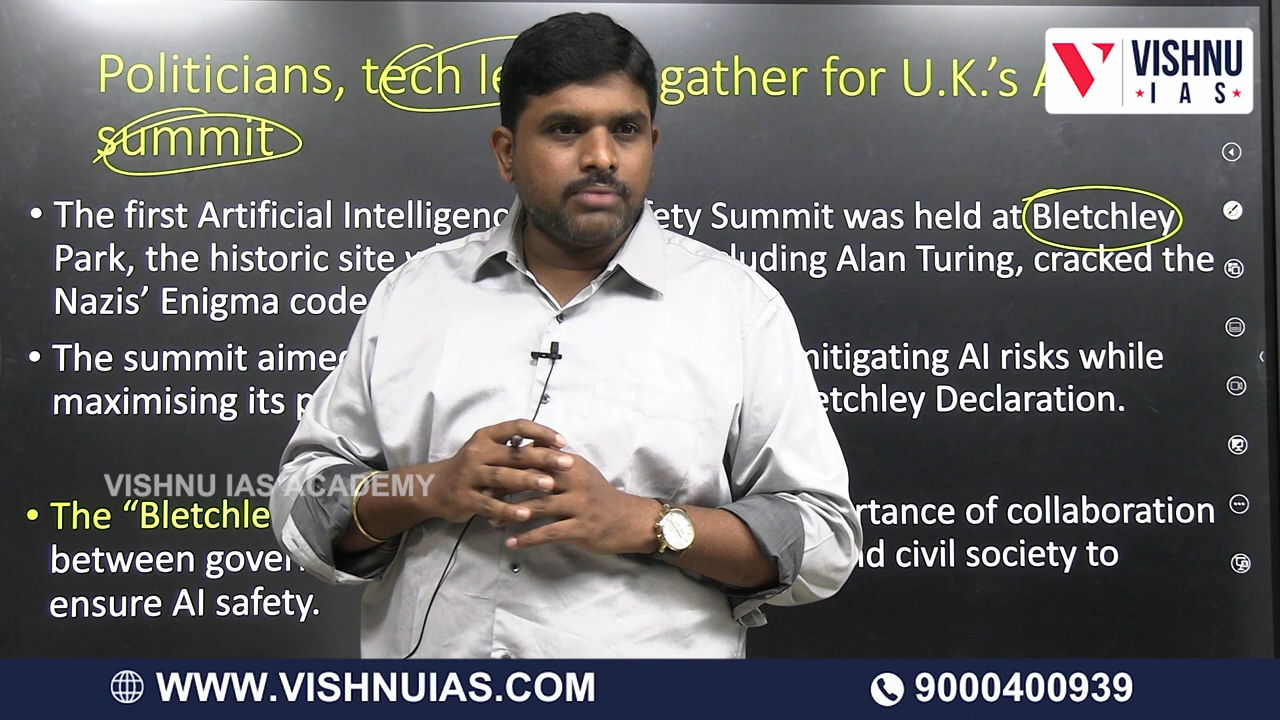 Politicians, tech le gather for U.K.'s A
summit
VISHNU
IAS
• The first Artificial Intelligenc fety Summit was held at Bletchley
Park, the historic site w luding Alan Turing, cracked the
Nazis' Enigma code
• The summit aimed mitigating AI risks while
maximising its p etchley Declaration.
VISHNU IAS ACADEMY
• The "Bletchle rtance of collaboration
between gover nd civil society to
ensure AI safety.
WWW.VISHNUIAS.COM
9000400939